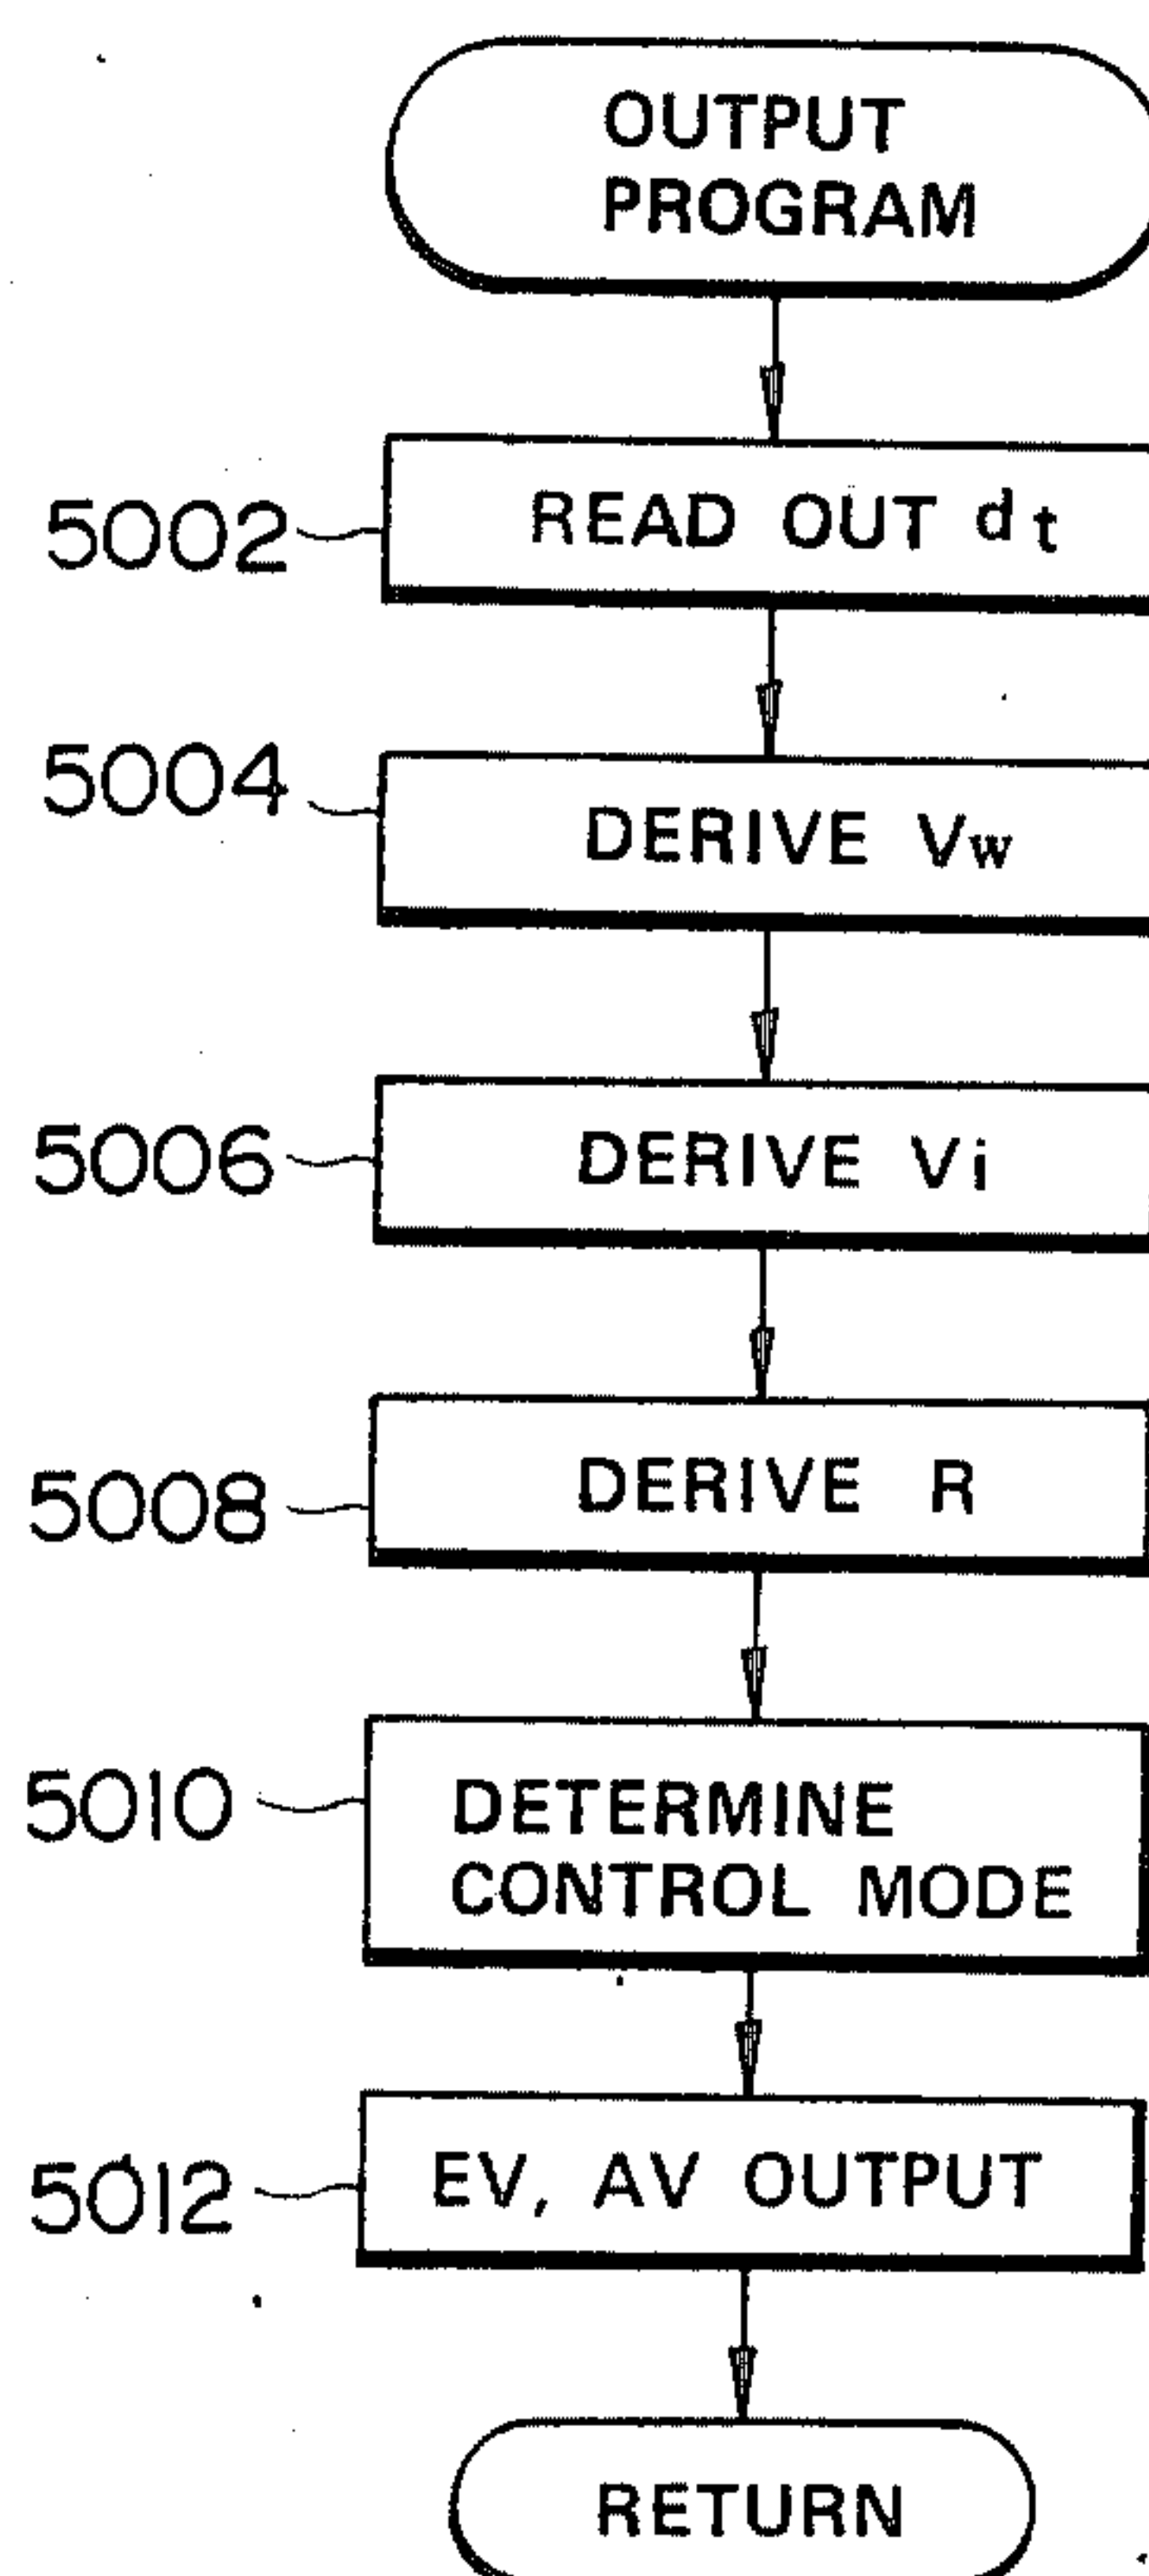 OUTPUT
PROGRAM
5002
READ OUT dt
5004
DERIVE Vw
5006
DERIVE Vi
5008
DERIVE R
5010
DETERMINE
CONTROL MODE
5012
EV, AV OUTPUT
RETURN